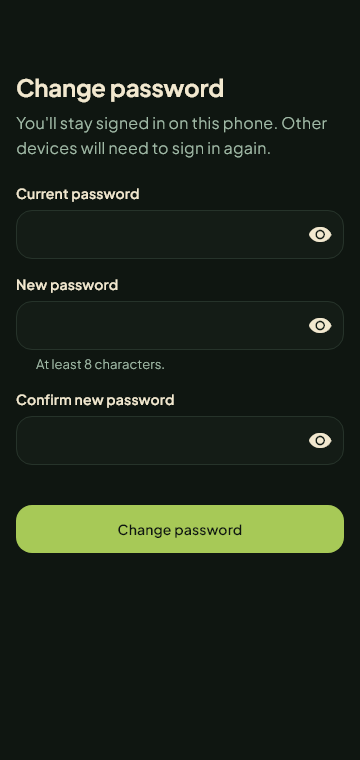 Change password
You'll stay signed in on this phone. Other
devices will need to sign in again.
Current password
New password
At least 8 characters.
Confirm new password
Change password